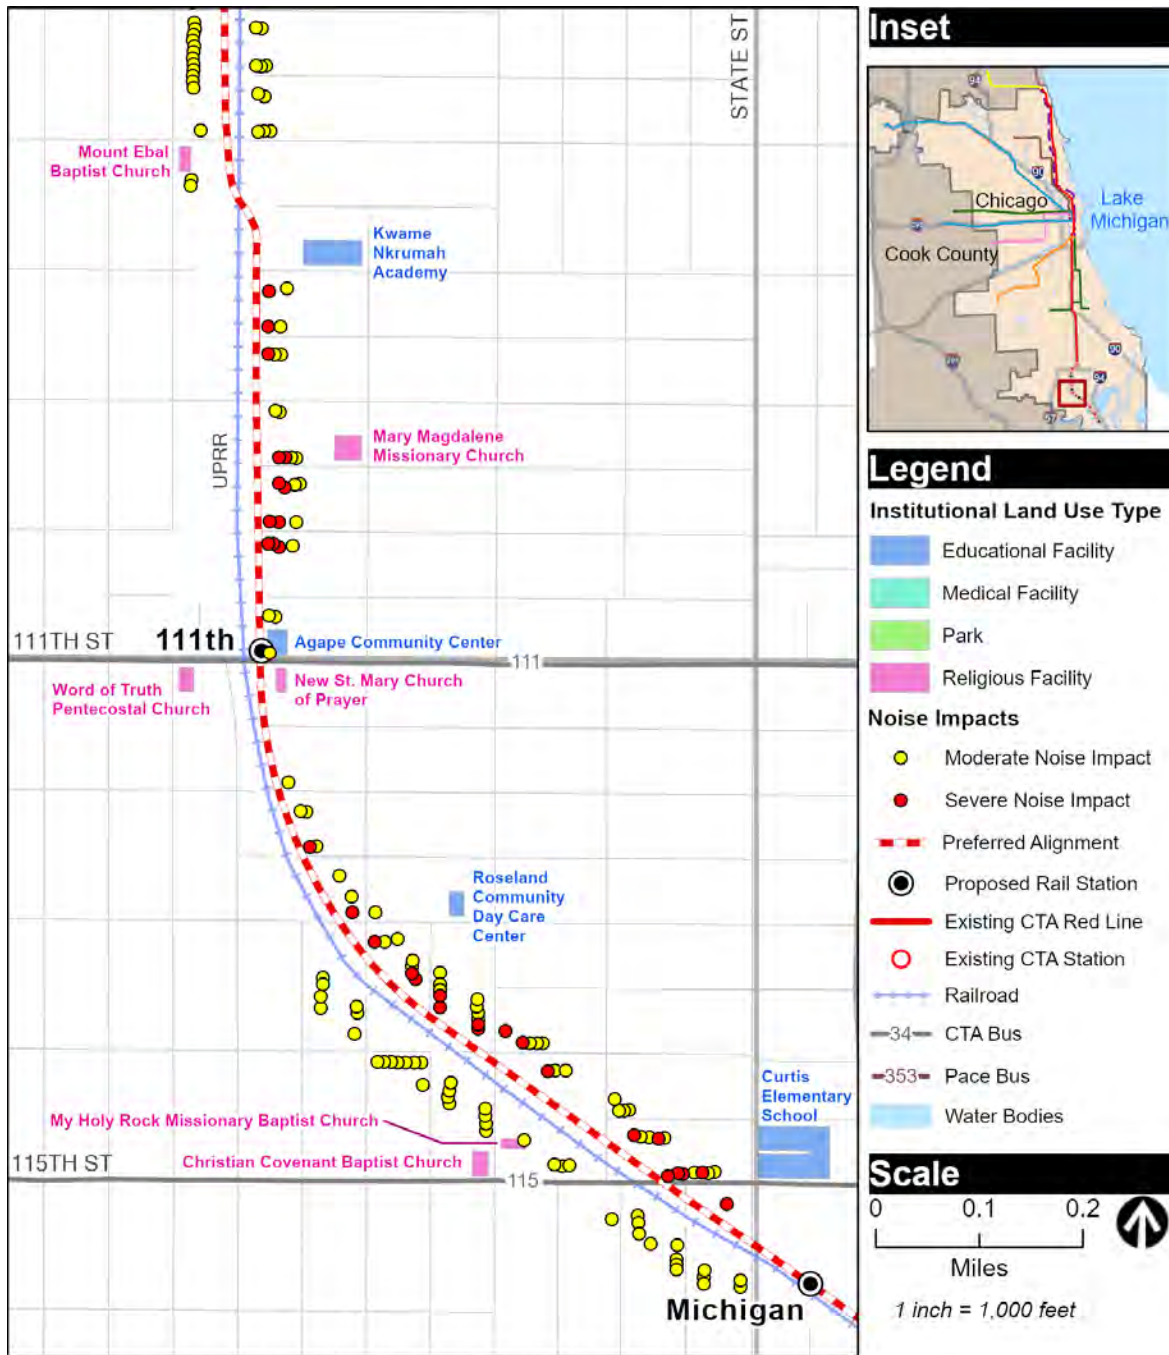 STATE ST
Mount Ebal
Baptist Church
Kwame
Nkrumah
Academy
UPRR
Mary Magdalene
Missionary Church
111TH ST
111th
Agape Community Center
111
Word of Truth
Pentecostal Church
New St. Mary Church
of Prayer
Roseland
Community
Day Care
Center
Curtis
Elementary
School
My Holy Rock Missionary Baptist Church
Christian Covenant Baptist Church
115TH ST
115
Michigan
Inset
94
90
Chicago
Lake
Michigan
Cook County
90
94
57
Legend
Institutional Land Use Type
Educational Facility
Medical Facility
Park
Religious Facility
Noise Impacts
Moderate Noise Impact
Severe Noise Impact
Preferred Alignment
Proposed Rail Station
Existing CTA Red Line
Existing CTA Station
Railroad
34
CTA Bus
353
Pace Bus
Water Bodies
Scale
0 0.1 0.2
Miles
1 inch = 1,000 feet